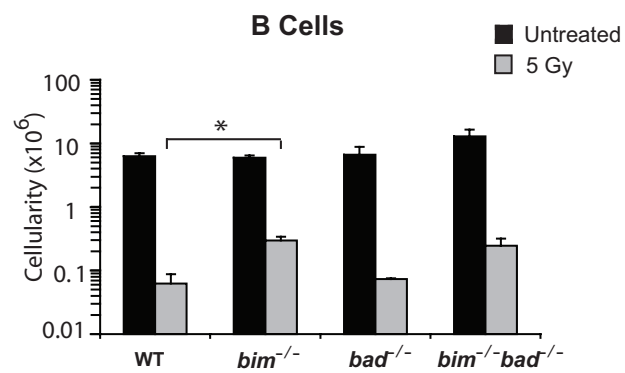 B Cells
Untreated
5 Gy
Cellularity (x10⁶)
100
10
1
0.1
0.01
*
WT
bim⁻/⁻
bad⁻/⁻
bim⁻/⁻bad⁻/⁻